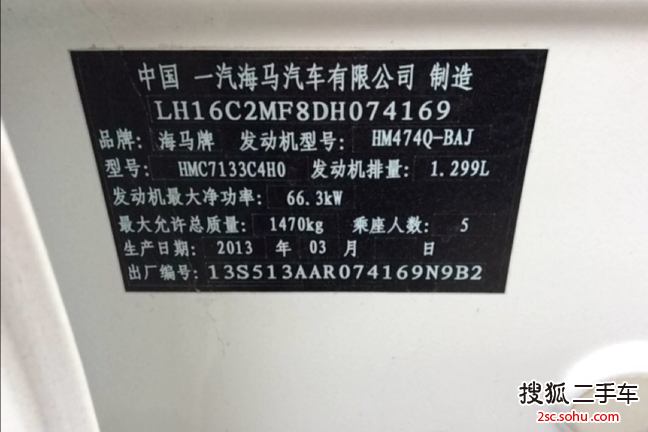 中国 一汽海马汽车有限公司 制造
LH16C2MF8DH074169
品牌: 海马牌 发动机型号: HM474Q-BAJ
型号: HMC7133C4H0 发动机排量: 1.299L
发动机最大净功率: 66.3kW
最大允许总质量: 1470kg 乘座人数: 5
生产日期: 2013 年 03 月 日
出厂编号: 13S513AAR074169N9B2
搜狐二手车
2sc.sohu.com